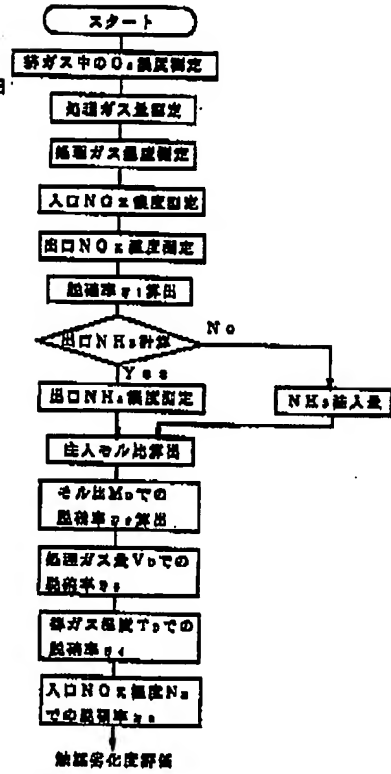 スタート
排ガス中のO₂濃度測定
処理ガス量測定
処理ガス温度測定
入口NOx濃度測定
出口NOx濃度測定
脱硝率η₁算出
出口NH₃計算
No
Yes
出口NH₃濃度測定
NH₃注入量
注入モル比算出
モル比M_Dでの
脱硝率η₂算出
処理ガス量V_Dでの
脱硝率η₃
排ガス温度T_Dでの
脱硝率η₄
入口NOx濃度N
での脱硝率
触媒劣化度評価